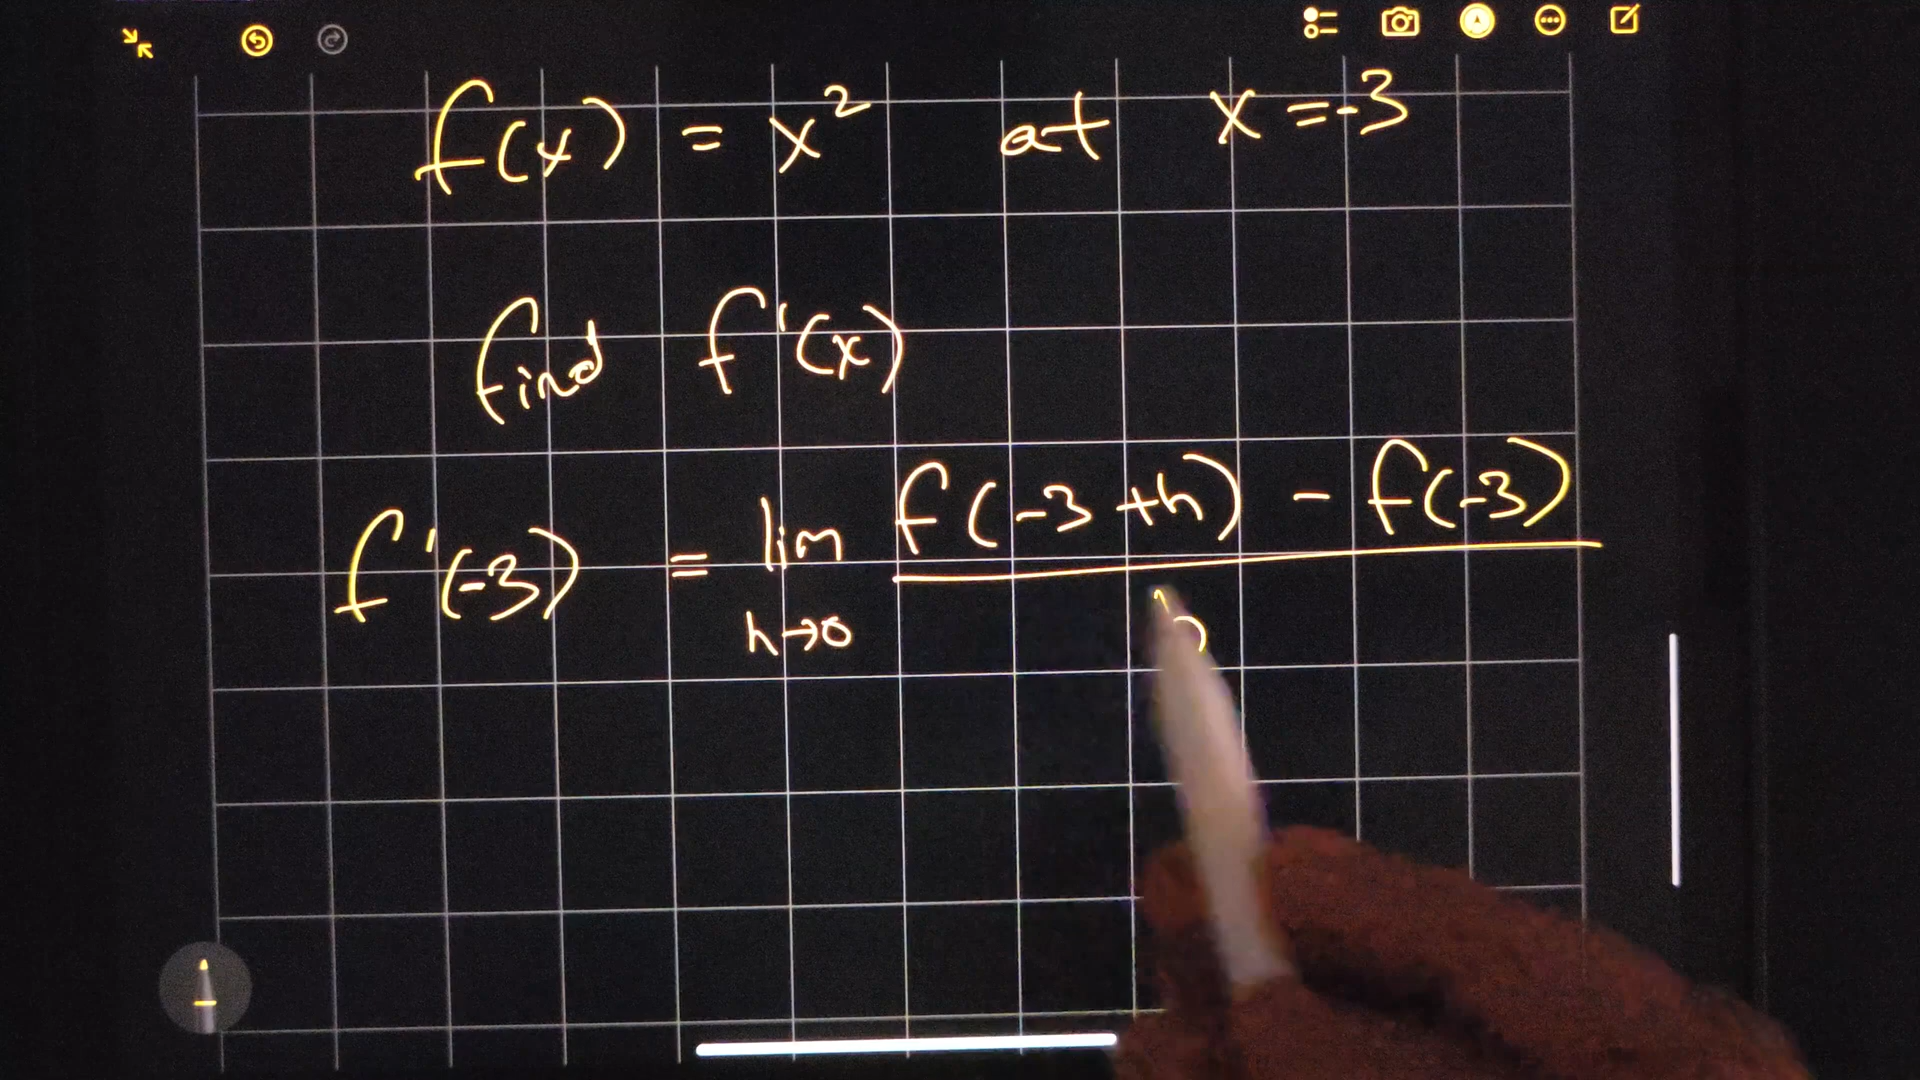 f(x) = x² at x = -3
find f'(x)
f'(-3) = lim f(-3+h) - f(-3)
h→0 h